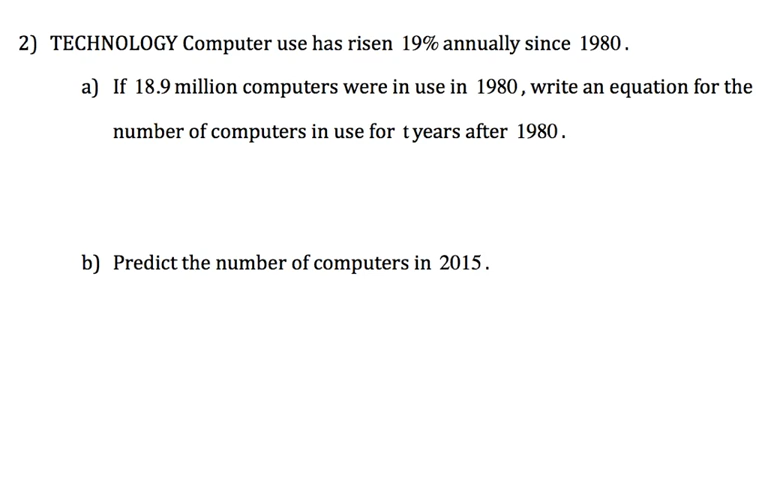 2) TECHNOLOGY Computer use has risen 19% annually since 1980.
a) If 18.9 million computers were in use in 1980, write an equation for the
number of computers in use for t years after 1980.
b) Predict the number of computers in 2015.